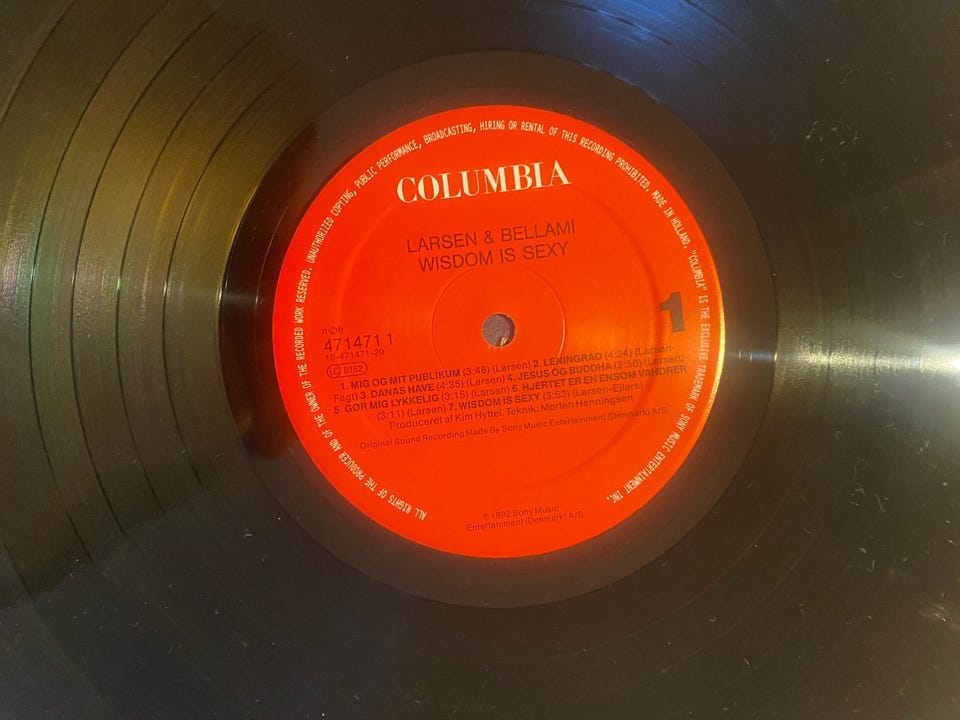 ALL RIGHTS OF THE PRODUCER AND OF THE OWNER OF THE RECORDED WORK RESERVED. UNAUTHORIZED COPYING, PUBLIC PERFORMANCE, BROADCASTING, HIRING OR RENTAL OF THIS RECORDING PROHIBITED. MADE IN HOLLAND. "COLUMBIA" IS THE EXCLUSIVE TRADEMARK OF SONY MUSIC ENTERTAINMENT INC.
COLUMBIA
LARSEN & BELLAMI
WISDOM IS SEXY
1
n©b
471471 1
10-471471-20
LC 0162
1. MIG OG MIT PUBLIKUM (3:48) (Larsen) 2. LENINGRAD (4:24) (Larsen-
Fagt) 3. DANAS HAVE (4:35) (Larsen) 4. JESUS OG BUDDHA (2:50) (Larsen)
5. GØR MIG LYKKELIG (3:15) (Larsen) 6. HJERTET ER EN ENSOM VANDRER
(3:11) (Larsen) 7. WISDOM IS SEXY (3:53) (Larsen-Eilers)
Produceret af Kim Hyttel. Teknik: Morten Henningsen
Original Sound Recording Made By Sony Music Entertainment (Denmark) A/S
℗ 1992 Sony Music
Entertainment (Denmark) A/S